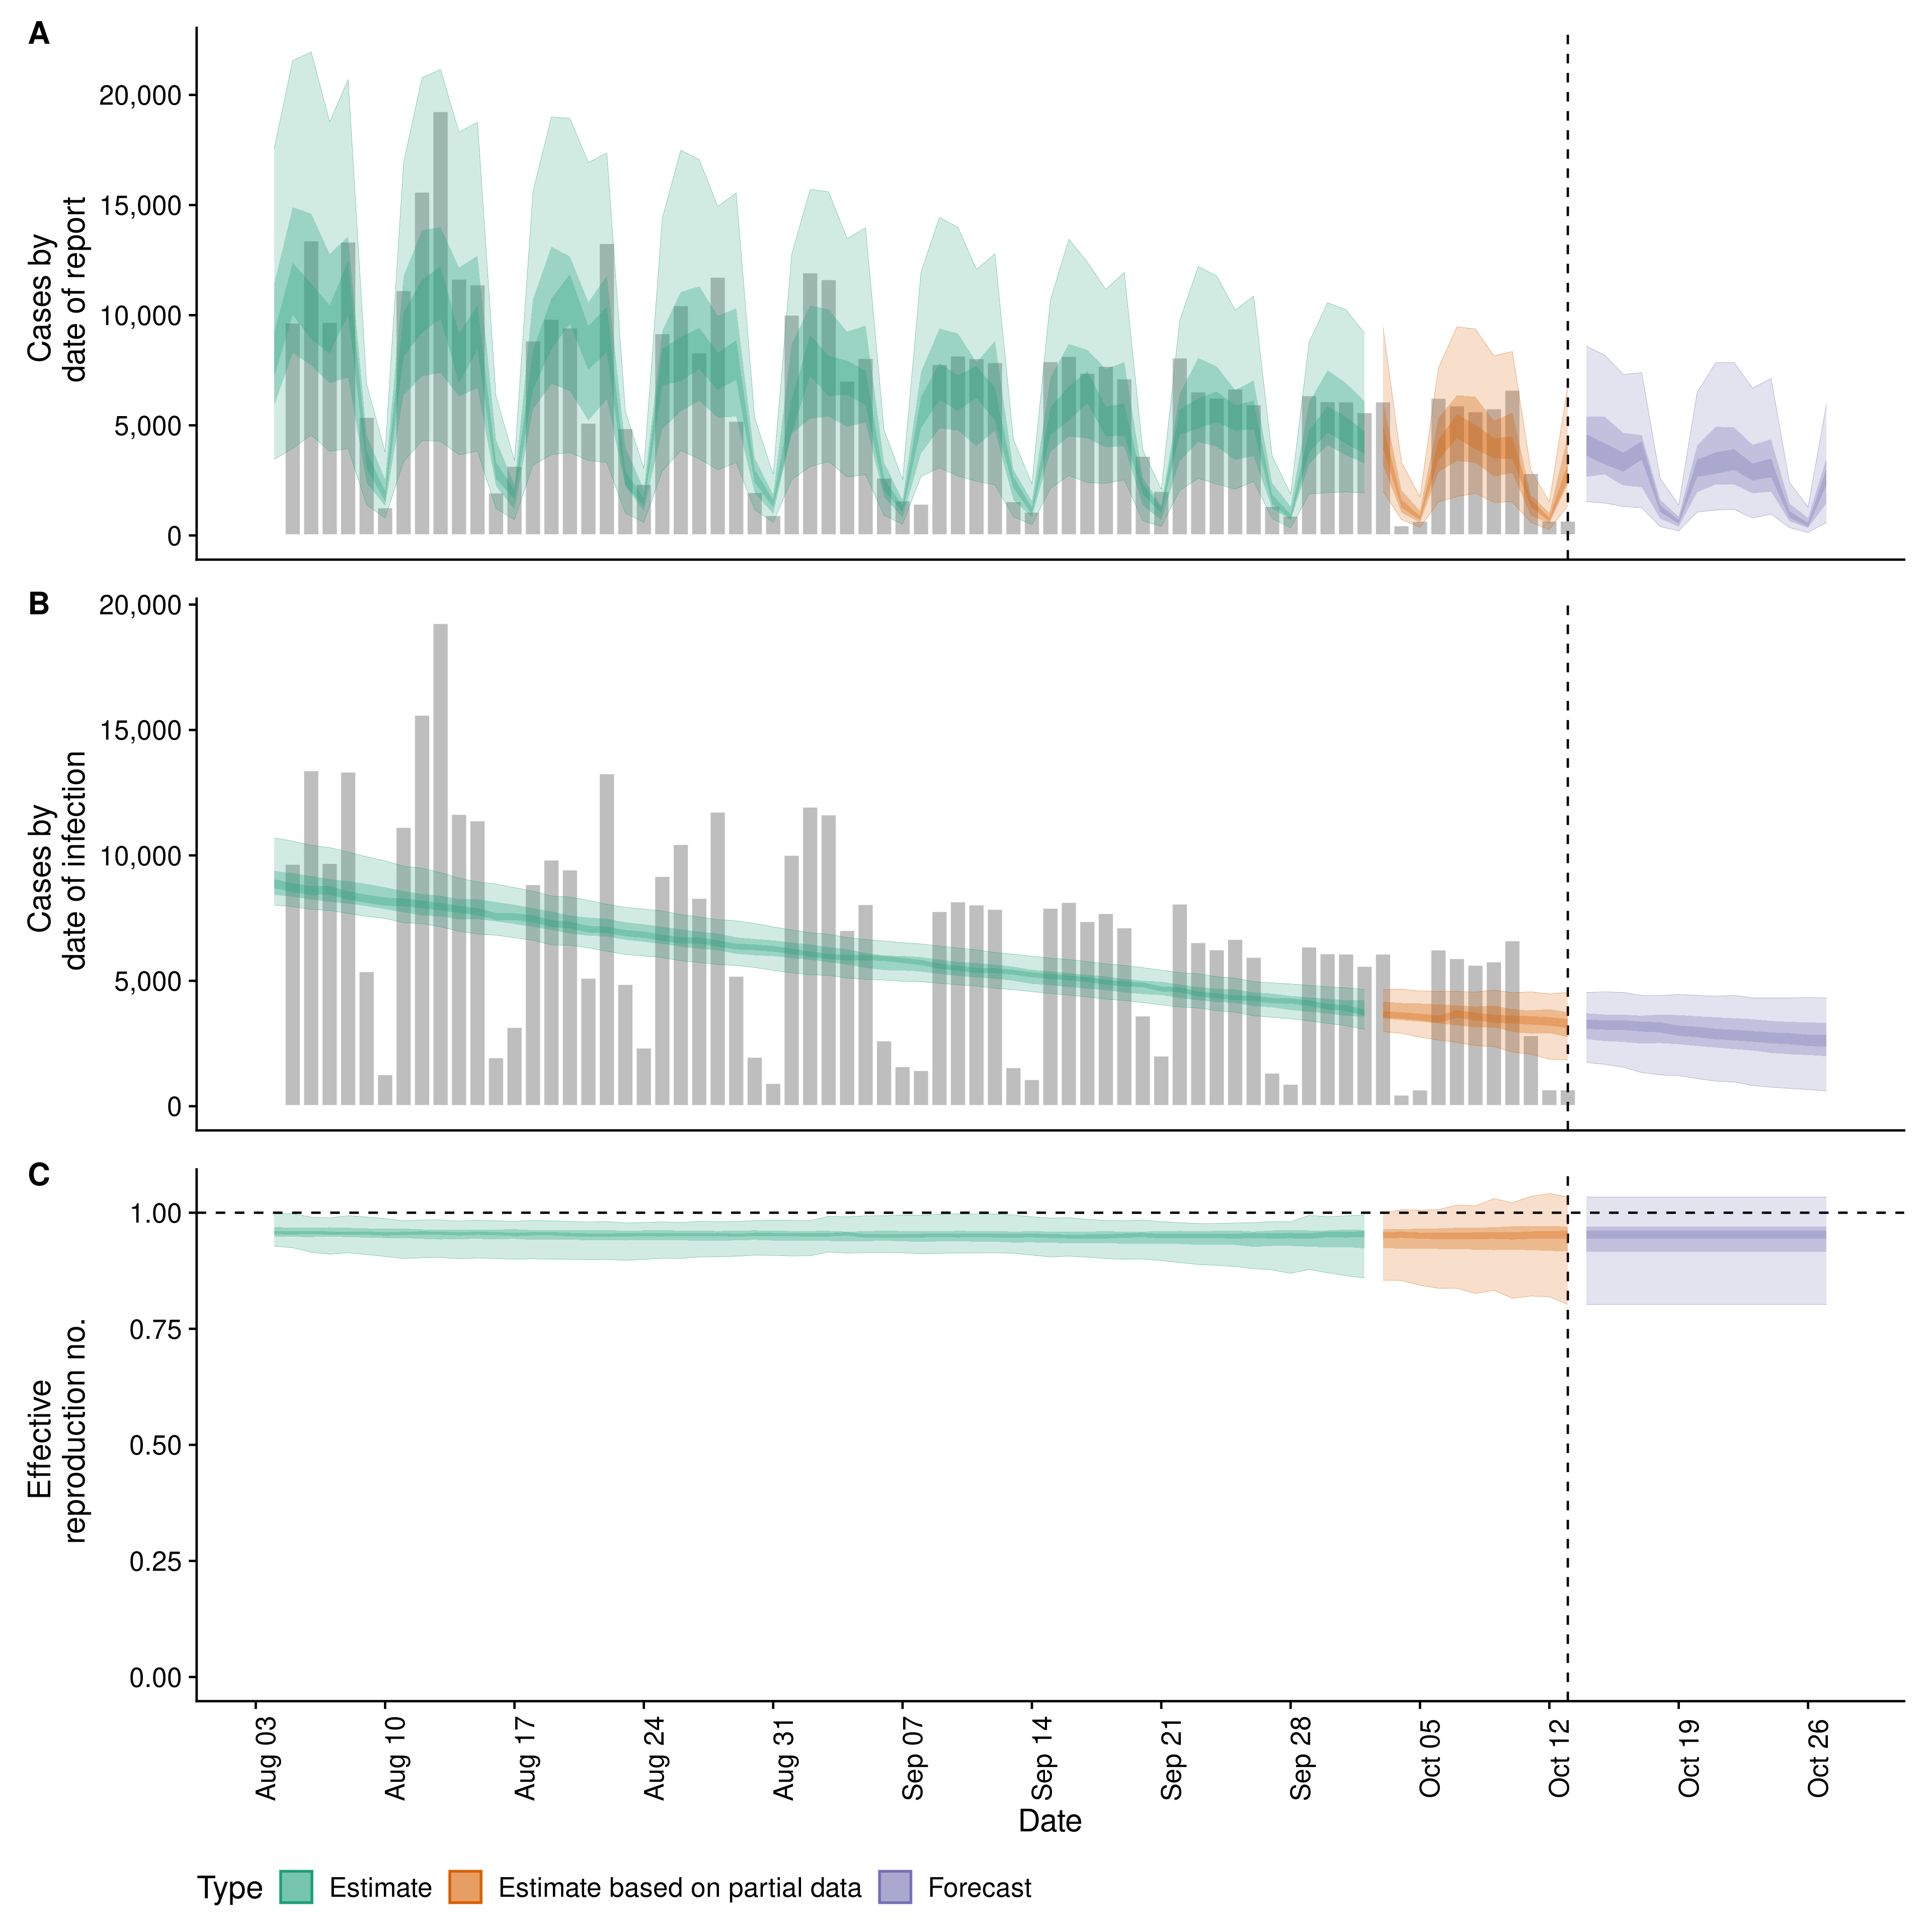 A
Cases by
date of report
20,000
15,000
10,000
5,000
0
B
Cases by
date of infection
20,000
15,000
10,000
5,000
0
C
Effective
reproduction no.
1.00
0.75
0.50
0.25
0.00
Aug 03
Aug 10
Aug 17
Aug 24
Aug 31
Sep 07
Sep 14
Sep 21
Sep 28
Oct 05
Oct 12
Oct 19
Oct 26
Date
Type Estimate Estimate based on partial data Forecast